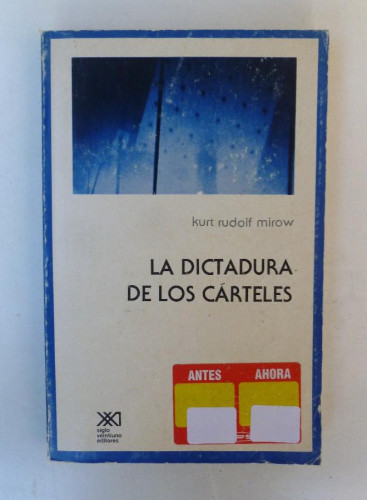 kurt rudolf mirow
LA DICTADURA
DE LOS CÁRTELES
siglo
veintiuno
editores
ANTES AHORA